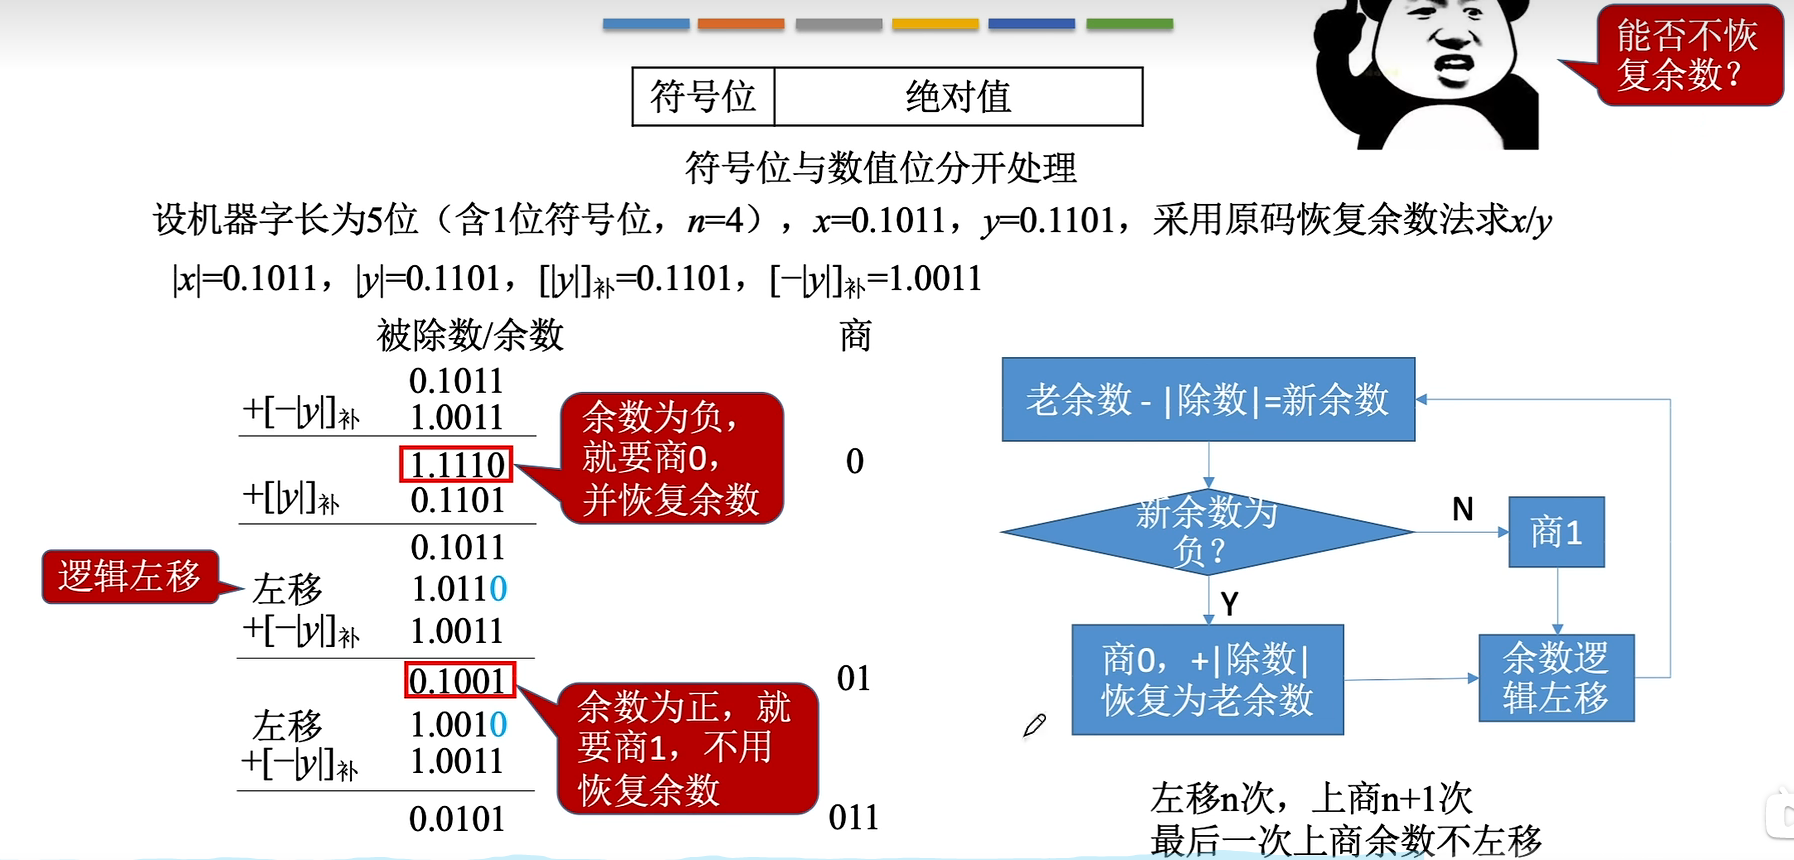 能否不恢
复余数？
符号位 绝对值
符号位与数值位分开处理
设机器字长为5位（含1位符号位，n=4），x=0.1011，y=0.1101，采用原码恢复余数法求x/y
|x|=0.1011，|y|=0.1101，[|y|]补=0.1101，[−|y|]补=1.0011
被除数/余数 商
0.1011
+[−|y|]补 1.0011
1.1110 0
+[|y|]补 0.1101
0.1011
左移 1.0110
+[−|y|]补 1.0011
0.1001 01
左移 1.0010
+[−|y|]补 1.0011
0.0101 011
余数为负，
就要商0，
并恢复余数
逻辑左移
余数为正，就
要商1，不用
恢复余数
老余数 - |除数|=新余数
新余数为
负？
N
商1
Y
商0，+|除数|
恢复为老余数
余数逻
辑左移
左移n次，上商n+1次
最后一次上商余数不左移